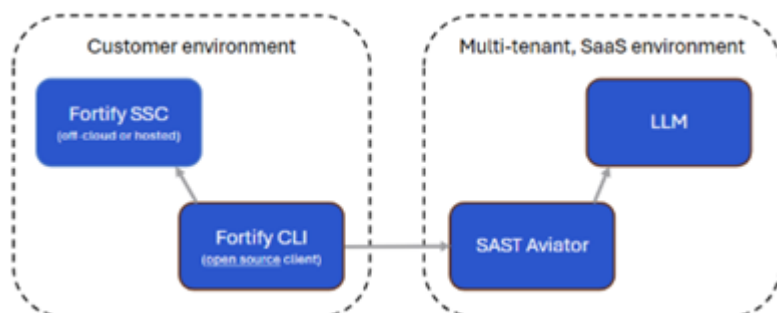 Customer environment
Multi-tenant, SaaS environment
Fortify SSC
(off-cloud or hosted)
LLM
Fortify CLI
(open source client)
SAST Aviator